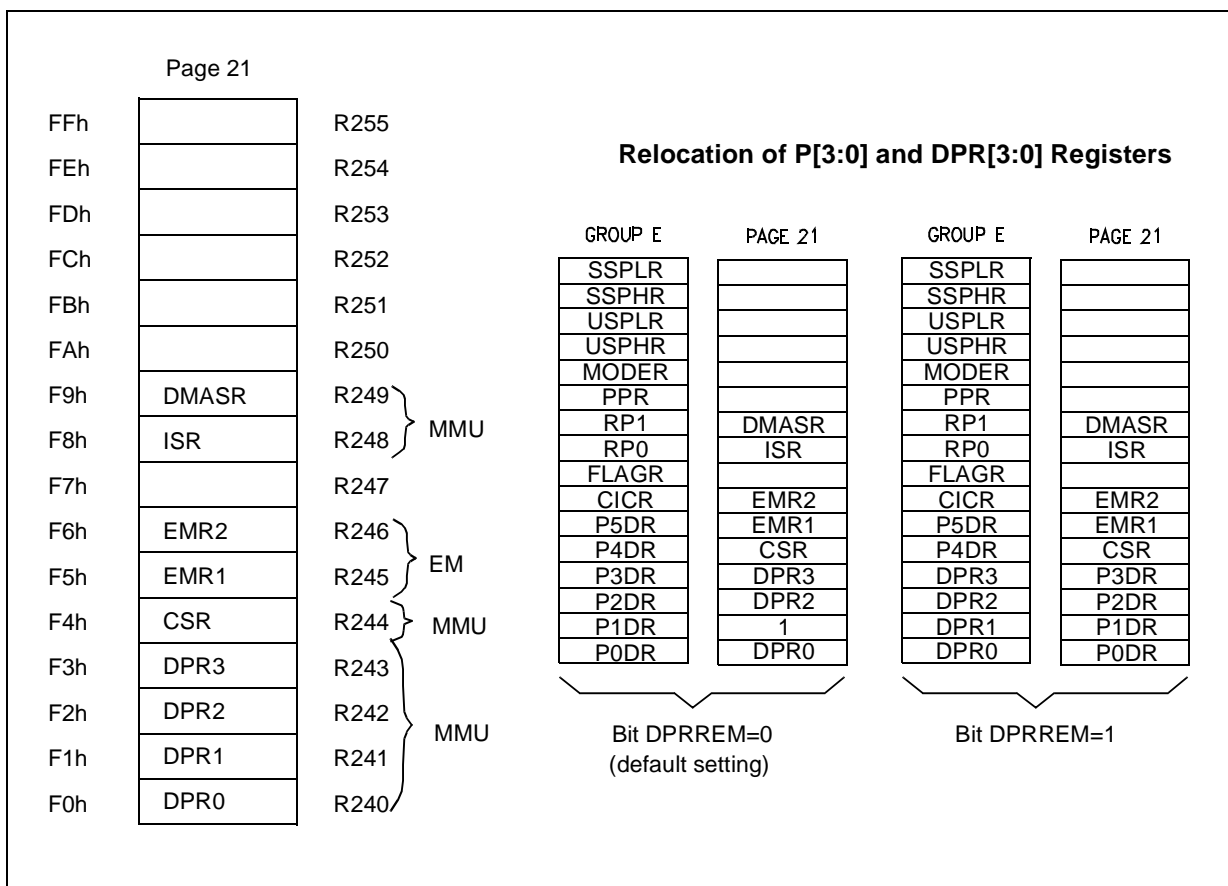 Page 21
FFh R255
FEh R254
FDh R253
FCh R252
FBh R251
FAh R250
F9h DMASR R249
MMU
F8h ISR R248
F7h R247
F6h EMR2 R246
EM
F5h EMR1 R245
F4h CSR R244 MMU
F3h DPR3 R243
F2h DPR2 R242
MMU
F1h DPR1 R241
F0h DPR0 R240
Relocation of P[3:0] and DPR[3:0] Registers
GROUP E PAGE 21 GROUP E PAGE 21
SSPLR SSPLR
SSPHR SSPHR
USPLR USPLR
USPHR USPHR
MODER MODER
PPR PPR
RP1 DMASR RP1 DMASR
RP0 ISR RP0 ISR
FLAGR FLAGR
CICR EMR2 CICR EMR2
P5DR EMR1 P5DR EMR1
P4DR CSR P4DR CSR
P3DR DPR3 DPR3 P3DR
P2DR DPR2 DPR2 P2DR
P1DR 1 DPR1 P1DR
P0DR DPR0 DPR0 P0DR
Bit DPRREM=0 Bit DPRREM=1
(default setting)